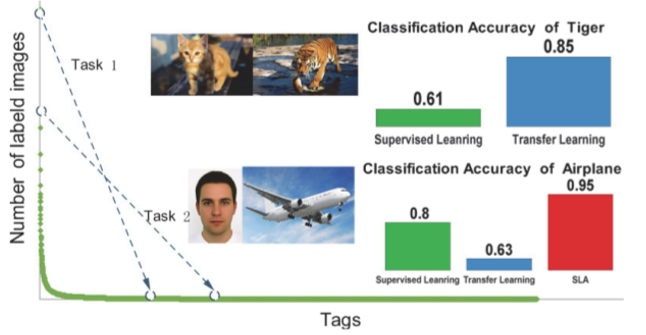 Classification Accuracy of Tiger
0.85
0.61
Supervised Leanring Transfer Learning
Task 1
Number of labeld images
Classification Accuracy of Airplane
0.95
0.8
0.63
Supervised Leanring Transfer Learning SLA
Task 2
Tags